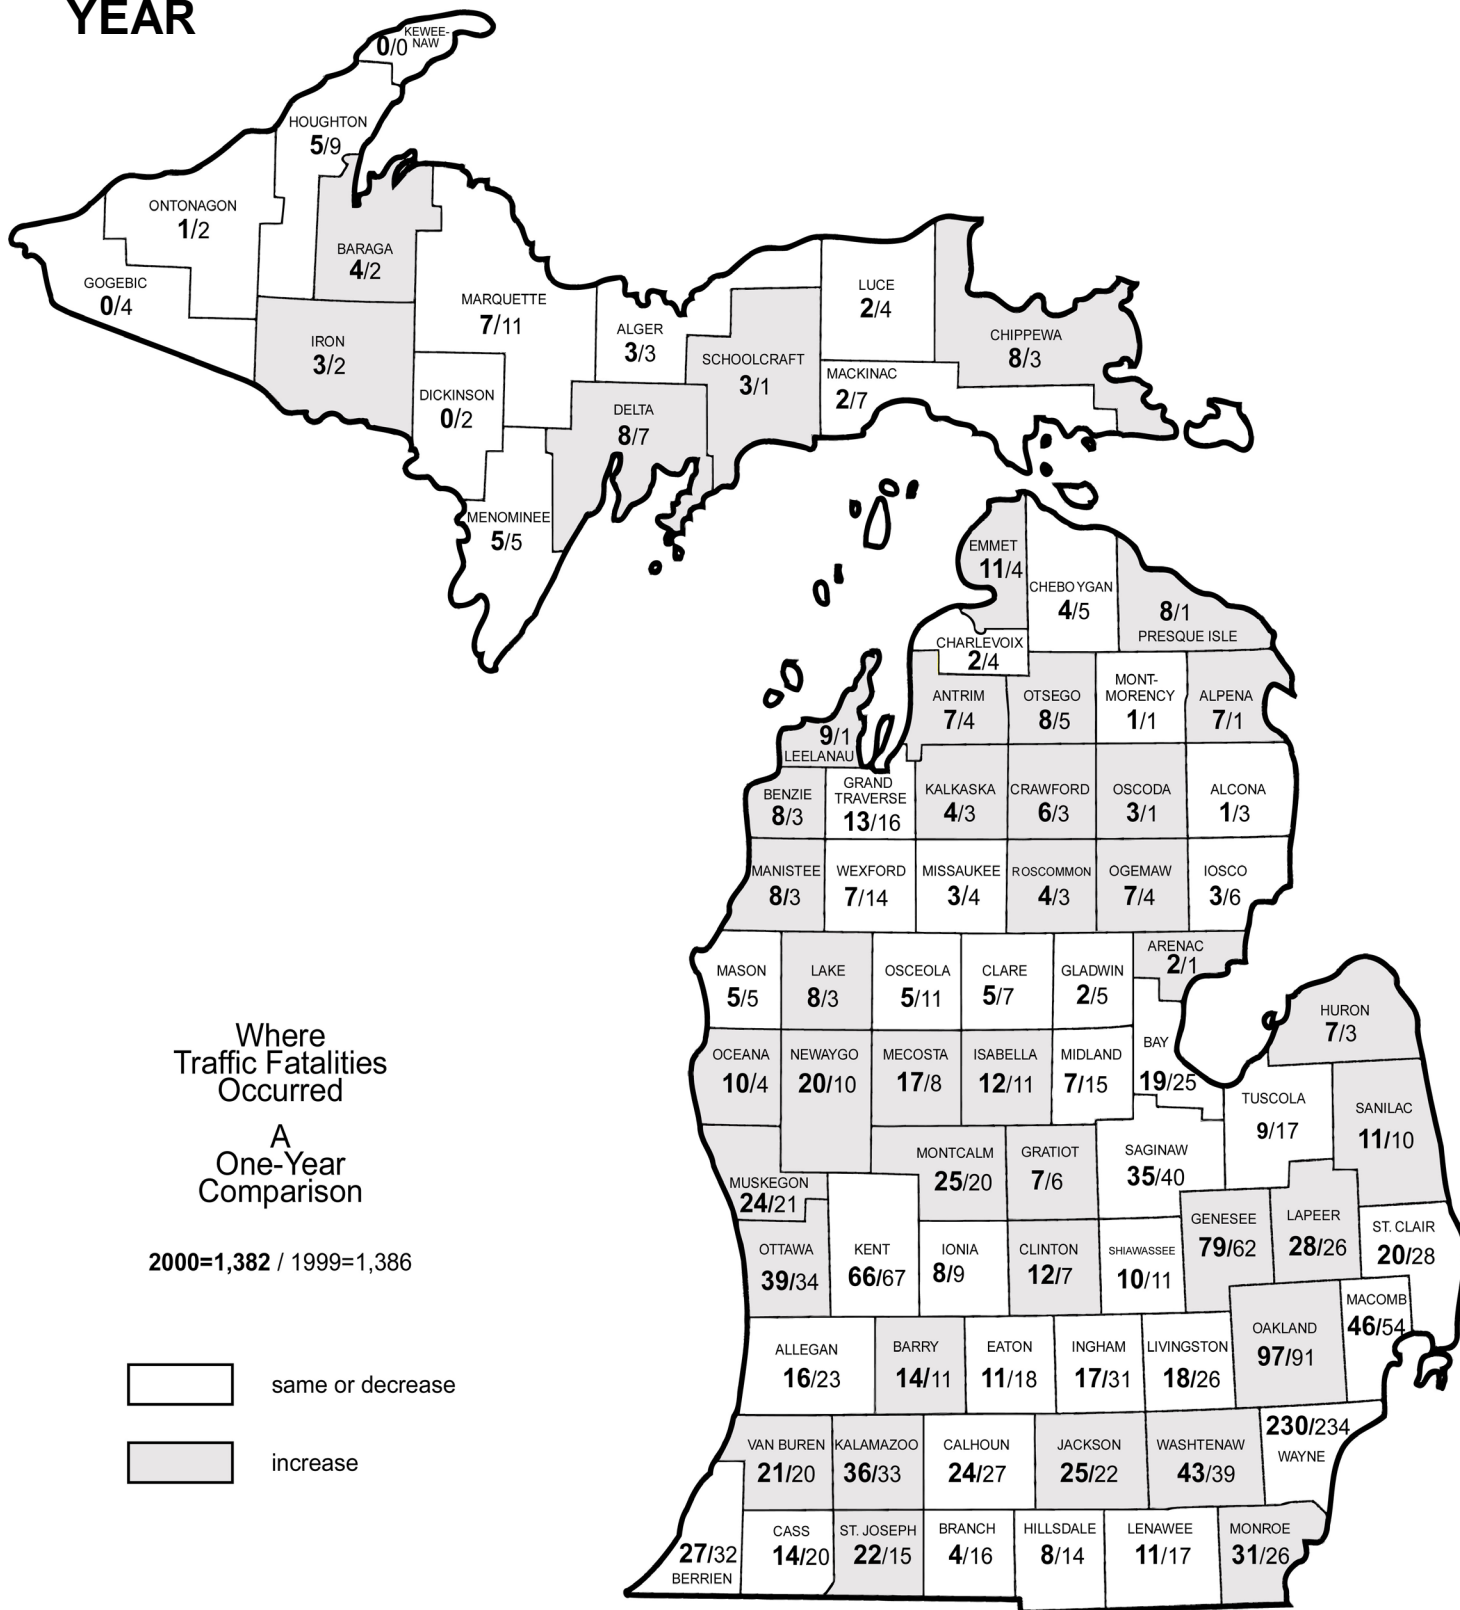 YEAR
KEWEE-
NAW
0/0
HOUGHTON
5/9
ONTONAGON
1/2
BARAGA
4/2
GOGEBIC
0/4
MARQUETTE
7/11
IRON
3/2
DICKINSON
0/2
ALGER
3/3
SCHOOLCRAFT
3/1
LUCE
2/4
CHIPPEWA
8/3
MACKINAC
2/7
DELTA
8/7
MENOMINEE
5/5
EMMET
11/4
CHEBOYGAN
4/5
8/1
PRESQUE ISLE
CHARLEVOIX
2/4
ANTRIM
7/4
OTSEGO
8/5
MONT-
MORENCY
1/1
ALPENA
7/1
9/1
LEELANAU
BENZIE
8/3
GRAND
TRAVERSE
13/16
KALKASKA
4/3
CRAWFORD
6/3
OSCODA
3/1
ALCONA
1/3
MANISTEE
8/3
WEXFORD
7/14
MISSAUKEE
3/4
ROSCOMMON
4/3
OGEMAW
7/4
IOSCO
3/6
MASON
5/5
LAKE
8/3
OSCEOLA
5/11
CLARE
5/7
GLADWIN
2/5
ARENAC
2/1
HURON
7/3
OCEANA
10/4
NEWAYGO
20/10
MECOSTA
17/8
ISABELLA
12/11
MIDLAND
7/15
BAY
19/25
TUSCOLA
9/17
SANILAC
11/10
MUSKEGON
24/21
MONTCALM
25/20
GRATIOT
7/6
SAGINAW
35/40
OTTAWA
39/34
KENT
66/67
IONIA
8/9
CLINTON
12/7
SHIAWASSEE
10/11
GENESEE
79/62
LAPEER
28/26
ST. CLAIR
20/28
ALLEGAN
16/23
BARRY
14/11
EATON
11/18
INGHAM
17/31
LIVINGSTON
18/26
OAKLAND
97/91
MACOMB
46/54
VAN BUREN
21/20
KALAMAZOO
36/33
CALHOUN
24/27
JACKSON
25/22
WASHTENAW
43/39
230/234
WAYNE
27/32
BERRIEN
CASS
14/20
ST. JOSEPH
22/15
BRANCH
4/16
HILLSDALE
8/14
LENAWEE
11/17
MONROE
31/26
Where
Traffic Fatalities
Occurred
A
One-Year
Comparison
2000=1,382 / 1999=1,386
same or decrease
increase